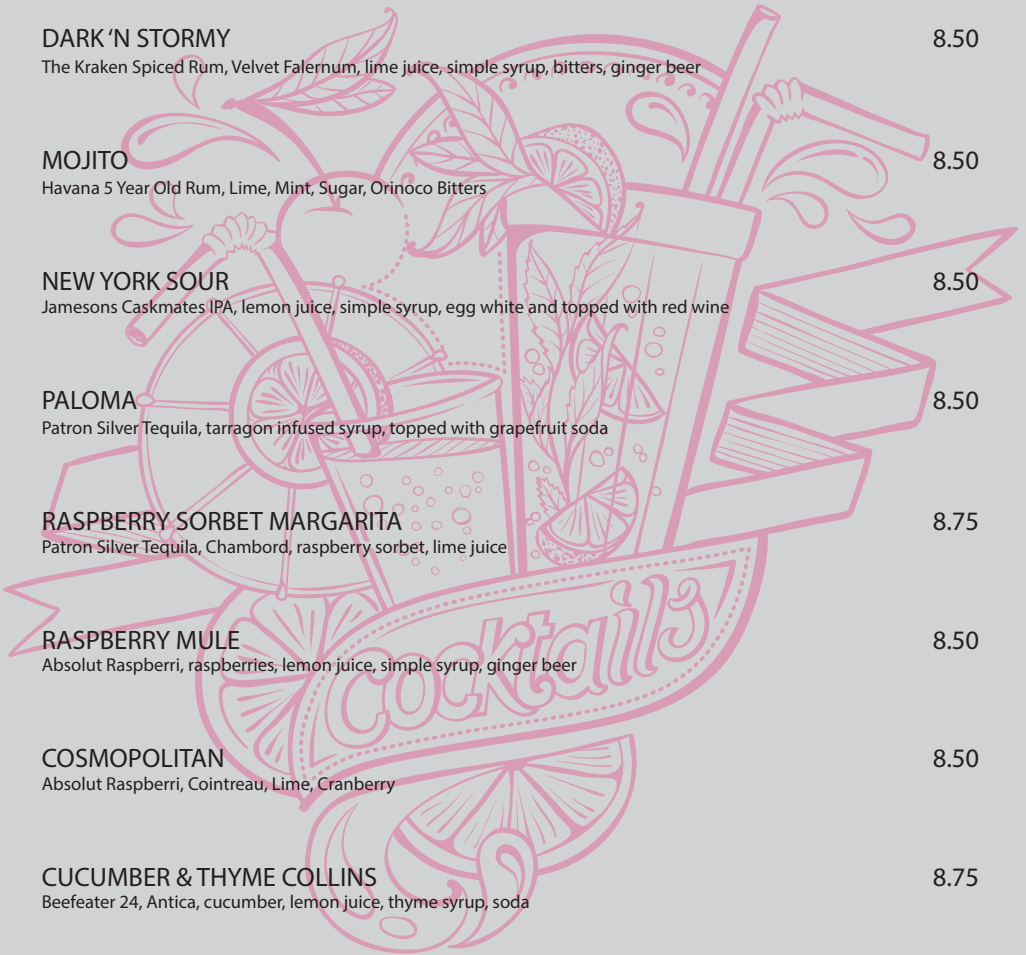 DARK ‘N STORMY 8.50
The Kraken Spiced Rum, Velvet Falernum, lime juice, simple syrup, bitters, ginger beer
MOJITO 8.50
Havana 5 Year Old Rum, Lime, Mint, Sugar, Orinoco Bitters
NEW YORK SOUR 8.50
Jamesons Caskmates IPA, lemon juice, simple syrup, egg white and topped with red wine
PALOMA 8.50
Patron Silver Tequila, tarragon infused syrup, topped with grapefruit soda
RASPBERRY SORBET MARGARITA 8.75
Patron Silver Tequila, Chambord, raspberry sorbet, lime juice
RASPBERRY MULE 8.50
Absolut Raspberri, raspberries, lemon juice, simple syrup, ginger beer
Cocktails
COSMOPOLITAN 8.50
Absolut Raspberri, Cointreau, Lime, Cranberry
CUCUMBER & THYME COLLINS 8.75
Beefeater 24, Antica, cucumber, lemon juice, thyme syrup, soda